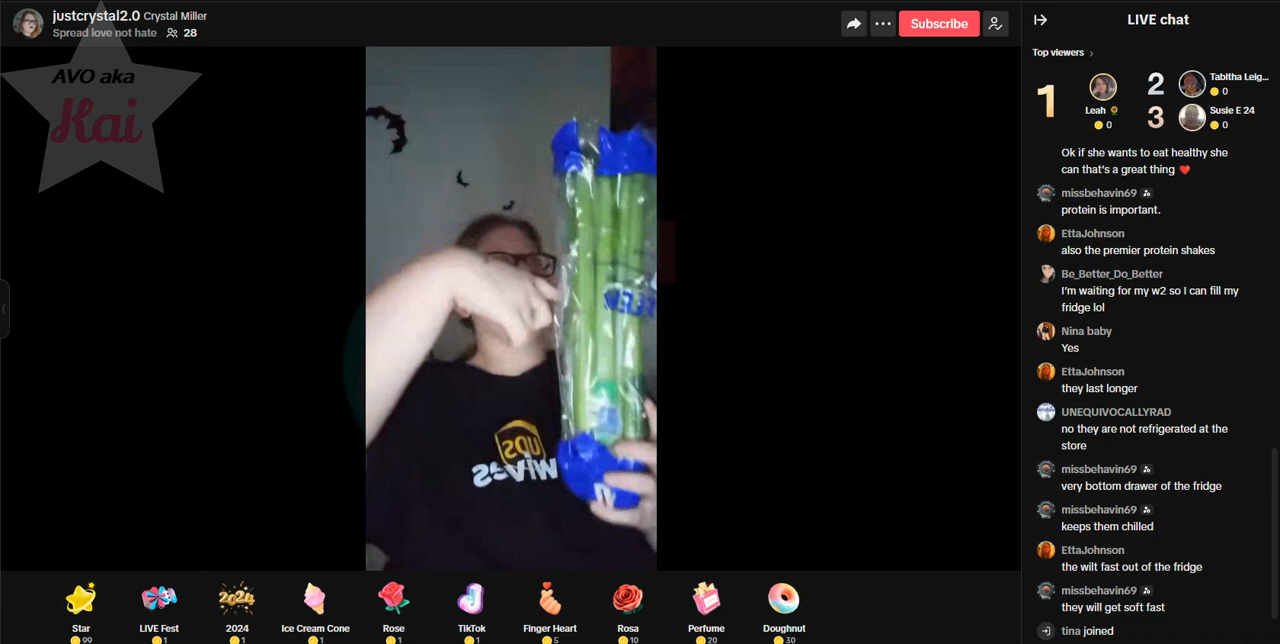 justcrystal2.0 Crystal Miller
Spread love not hate 28
Subscribe
AVO aka
Kai
ups
WIVES
LIVE chat
Top viewers
1
Leah
0
2
Tabitha Leig...
0
3
Susie E 24
0
Ok if she wants to eat healthy she
can that's a great thing ❤️
missbehavin69
protein is important.
EttaJohnson
also the premier protein shakes
Be_Better_Do_Better
I'm waiting for my w2 so I can fill my
fridge lol
Nina baby
Yes
EttaJohnson
they last longer
UNEQUIVOCALLYRAD
no they are not refrigerated at the
store
missbehavin69
very bottom drawer of the fridge
missbehavin69
keeps them chilled
EttaJohnson
the wilt fast out of the fridge
missbehavin69
they will get soft fast
tina joined
2024
Star
99
LIVE Fest
1
2024
1
Ice Cream Cone
1
Rose
1
TikTok
1
Finger Heart
5
Rosa
10
Perfume
20
Doughnut
30